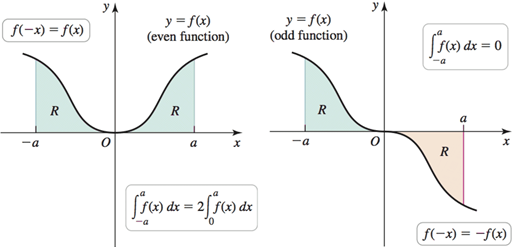 y
f(−x) = f(x)
y = f(x)
(even function)
R
R
−a
O
a
x
∫_{−a}^{a} f(x) dx = 2∫_{0}^{a} f(x) dx
y
y = f(x)
(odd function)
∫_{−a}^{a} f(x) dx = 0
R
a
−a
O
x
R
f(−x) = −f(x)